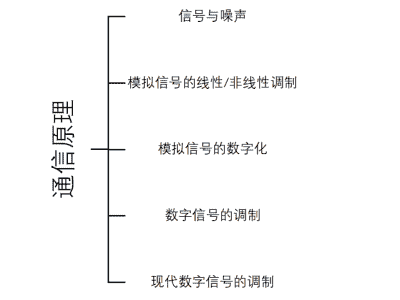 通信原理
信号与噪声
模拟信号的线性/非线性调制
模拟信号的数字化
数字信号的调制
现代数字信号的调制